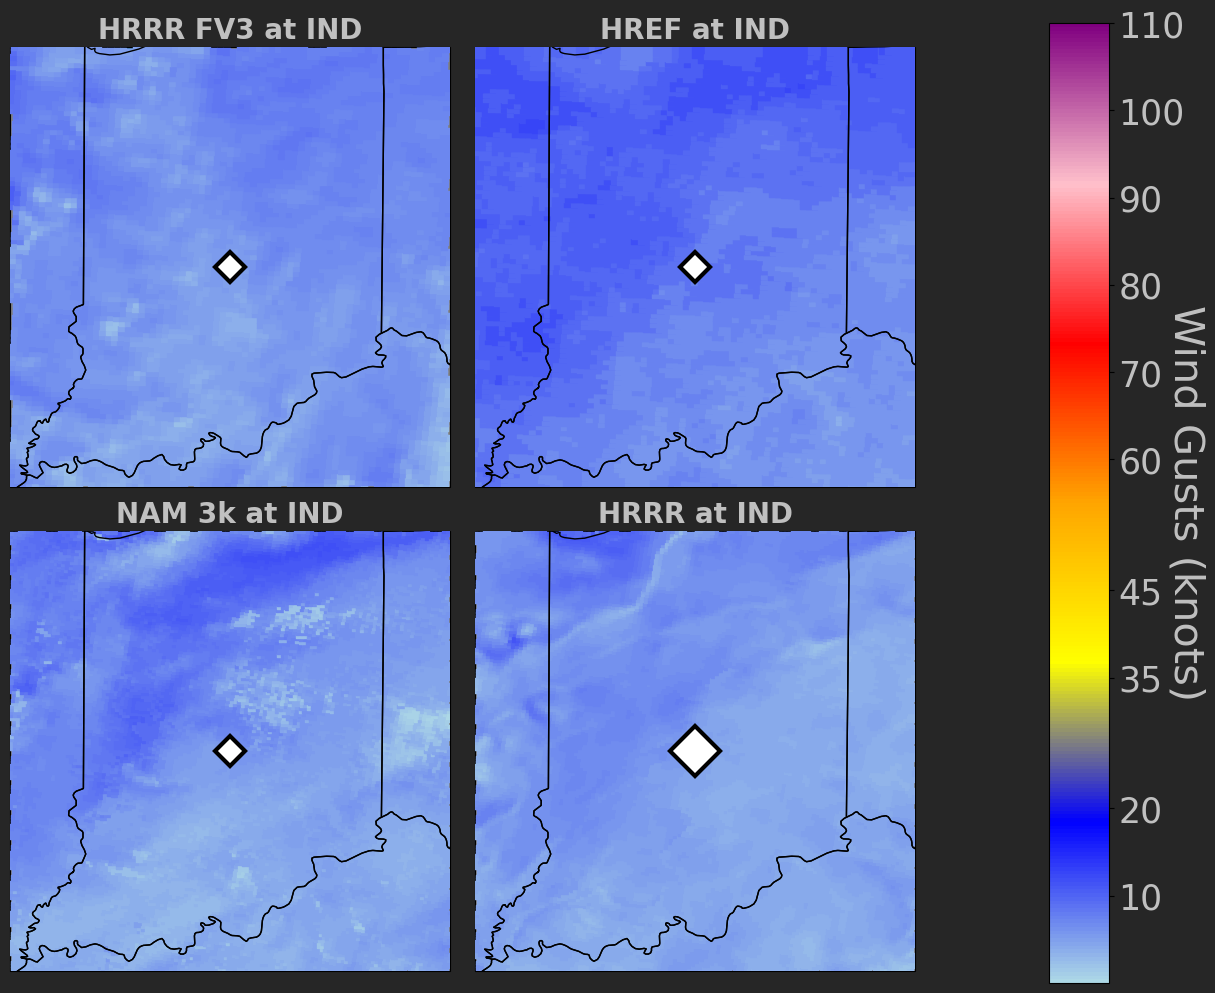 HRRR FV3 at IND
HREF at IND
NAM 3k at IND
HRRR at IND
110
100
90
80
70
60
45
35
20
10
Wind Gusts (knots)